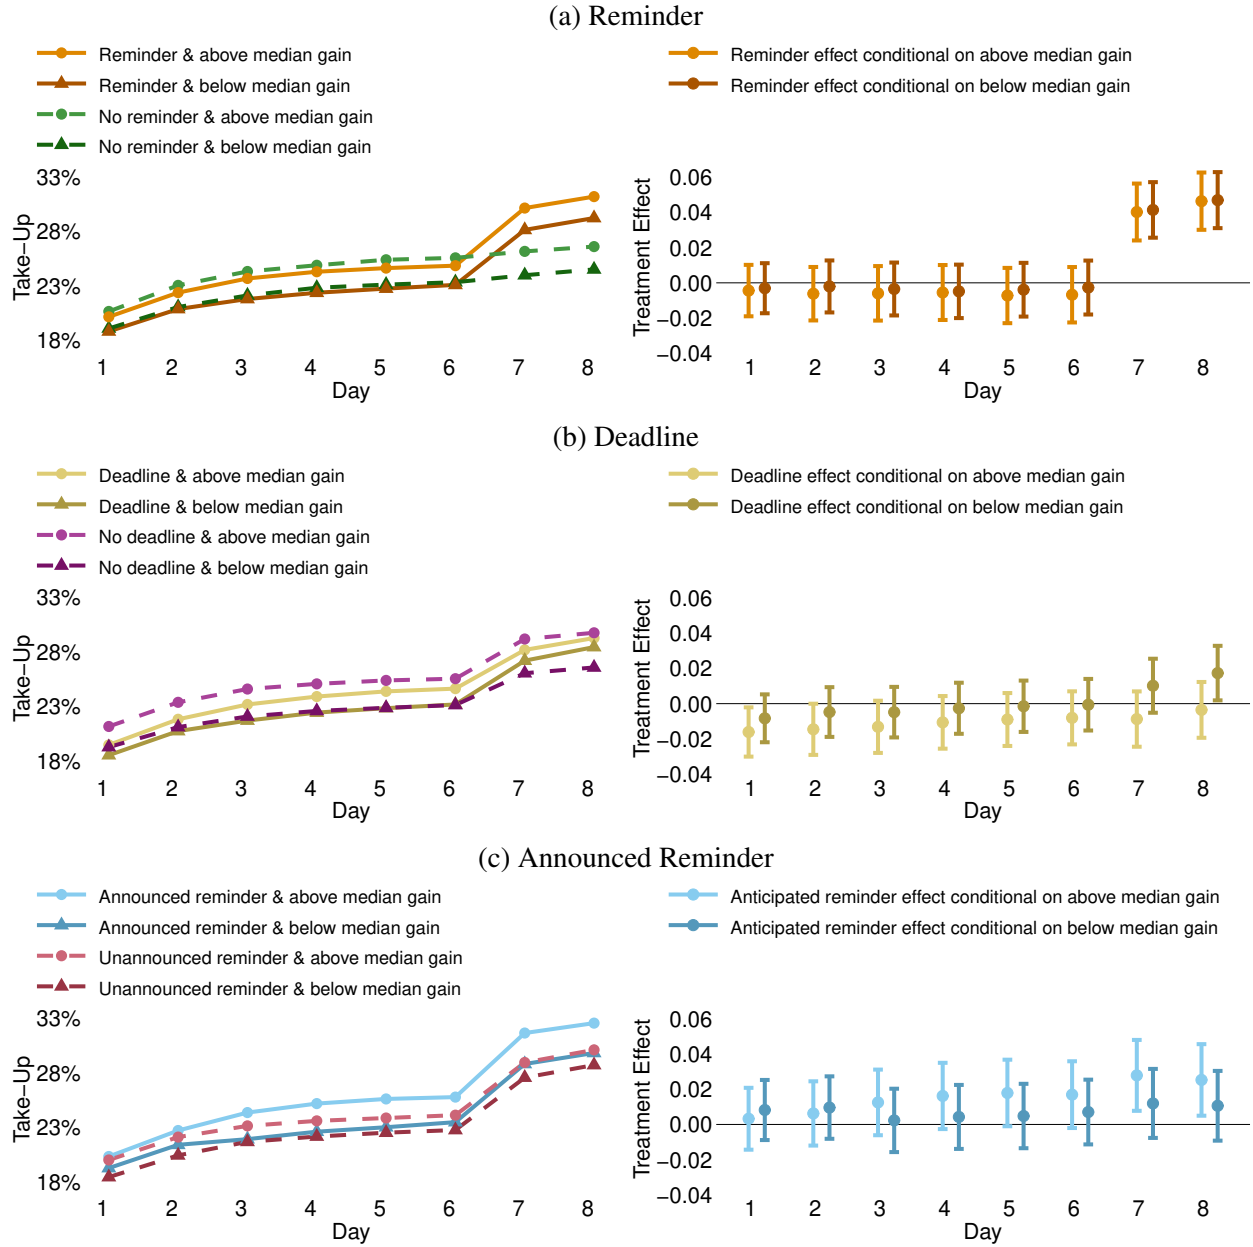 (a) Reminder
Reminder & above median gain
Reminder & below median gain
No reminder & above median gain
No reminder & below median gain
33%
28%
23%
18%
Take−Up
1 2 3 4 5 6 7 8
Day
Reminder effect conditional on above median gain
Reminder effect conditional on below median gain
0.06
0.04
0.02
0.00
−0.02
−0.04
Treatment Effect
1 2 3 4 5 6 7 8
Day
(b) Deadline
Deadline & above median gain
Deadline & below median gain
No deadline & above median gain
No deadline & below median gain
33%
28%
23%
18%
Take−Up
1 2 3 4 5 6 7 8
Day
Deadline effect conditional on above median gain
Deadline effect conditional on below median gain
0.06
0.04
0.02
0.00
−0.02
−0.04
Treatment Effect
1 2 3 4 5 6 7 8
Day
(c) Announced Reminder
Announced reminder & above median gain
Announced reminder & below median gain
Unannounced reminder & above median gain
Unannounced reminder & below median gain
33%
28%
23%
18%
Take−Up
1 2 3 4 5 6 7 8
Day
Anticipated reminder effect conditional on above median gain
Anticipated reminder effect conditional on below median gain
0.06
0.04
0.02
0.00
−0.02
−0.04
Treatment Effect
1 2 3 4 5 6 7 8
Day